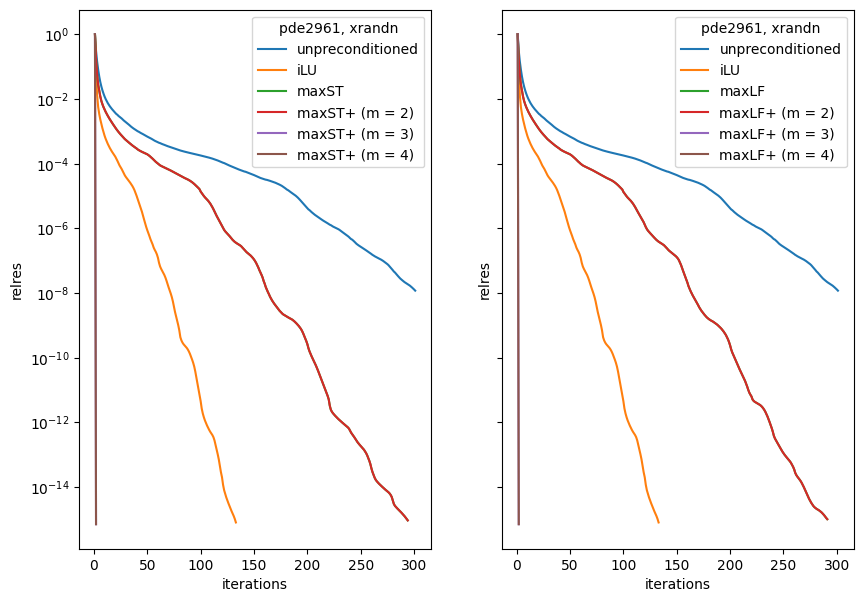 pde2961, xrandn
unpreconditioned
iLU
maxST
maxST+ (m = 2)
maxST+ (m = 3)
maxST+ (m = 4)
10⁰
10⁻²
10⁻⁴
10⁻⁶
10⁻⁸
10⁻¹⁰
10⁻¹²
10⁻¹⁴
relres
0 50 100 150 200 250 300
iterations
pde2961, xrandn
unpreconditioned
iLU
maxLF
maxLF+ (m = 2)
maxLF+ (m = 3)
maxLF+ (m = 4)
relres
0 50 100 150 200 250 300
iterations